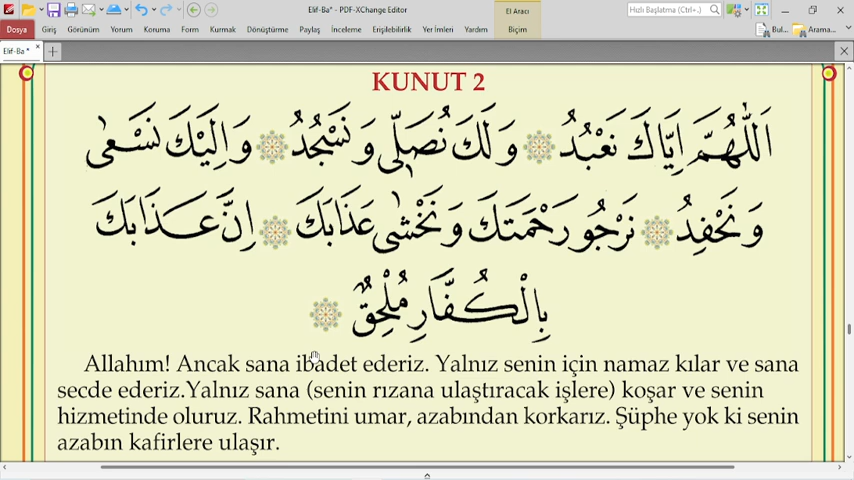 Elif-Ba* - PDF-XChange Editor
El Aracı
Hızlı Başlatma (Ctrl+.)
Dosya Giriş Görünüm Yorum Koru Form Kurmak Dönüştürme Paylaş İnceleme Erişilebilirlik Yer İmleri Yardım Biçim Bul... Arama...
Elif-Ba *
KUNUT 2
اَللّٰهُمَّ اِيَّاكَ نَعْبُدُ وَلَكَ نُصَلّ۪ى وَنَسْجُدُ وَاِلَيْكَ نَسْعٰى
وَنَحْفِدُ نَرْجُو رَحْمَتَكَ وَنَخْشٰى عَذَابَكَ اِنَّ عَذَابَكَ
بِالْكُفَّارِ مُلْحِقٌ
Allahım! Ancak sana ibadet ederiz. Yalnız senin için namaz kılar ve sana
secde ederiz.Yalnız sana (senin rızana ulaştıracak işlere) koşar ve senin
hizmetinde oluruz. Rahmetini umar, azabından korkarız. Şüphe yok ki senin
azabın kafirlere ulaşır.